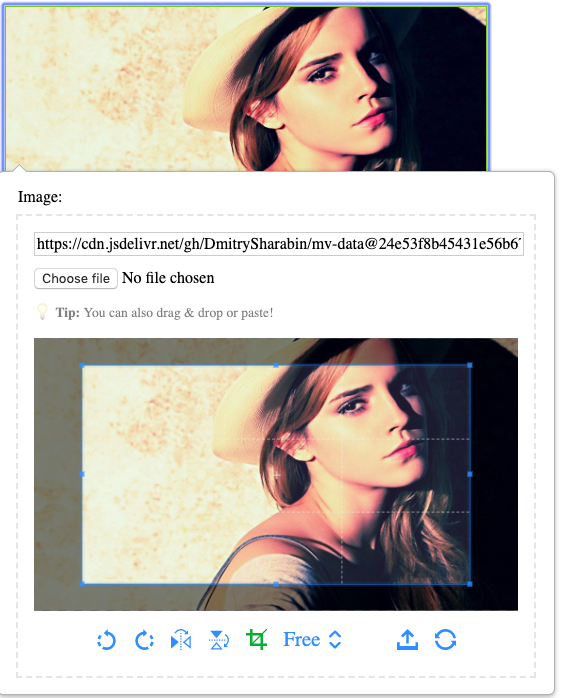 Image:
https://cdn.jsdelivr.net/gh/DmitrySharabin/mv-data@24e53f8b45431e56b6
Choose file No file chosen
Tip: You can also drag & drop or paste!
Free